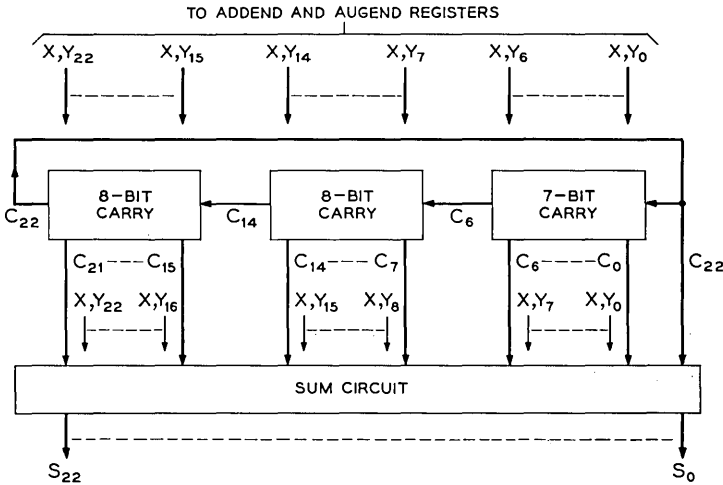 TO ADDEND AND AUGEND REGISTERS
X,Y22 X,Y15 X,Y14 X,Y7 X,Y6 X,Y0
8-BIT CARRY 8-BIT CARRY 7-BIT CARRY
C22 C14 C6
C21 C15 C14 C7 C6 C0 C22
X,Y22 X,Y16 X,Y15 X,Y8 X,Y7 X,Y0
SUM CIRCUIT
S22 S0